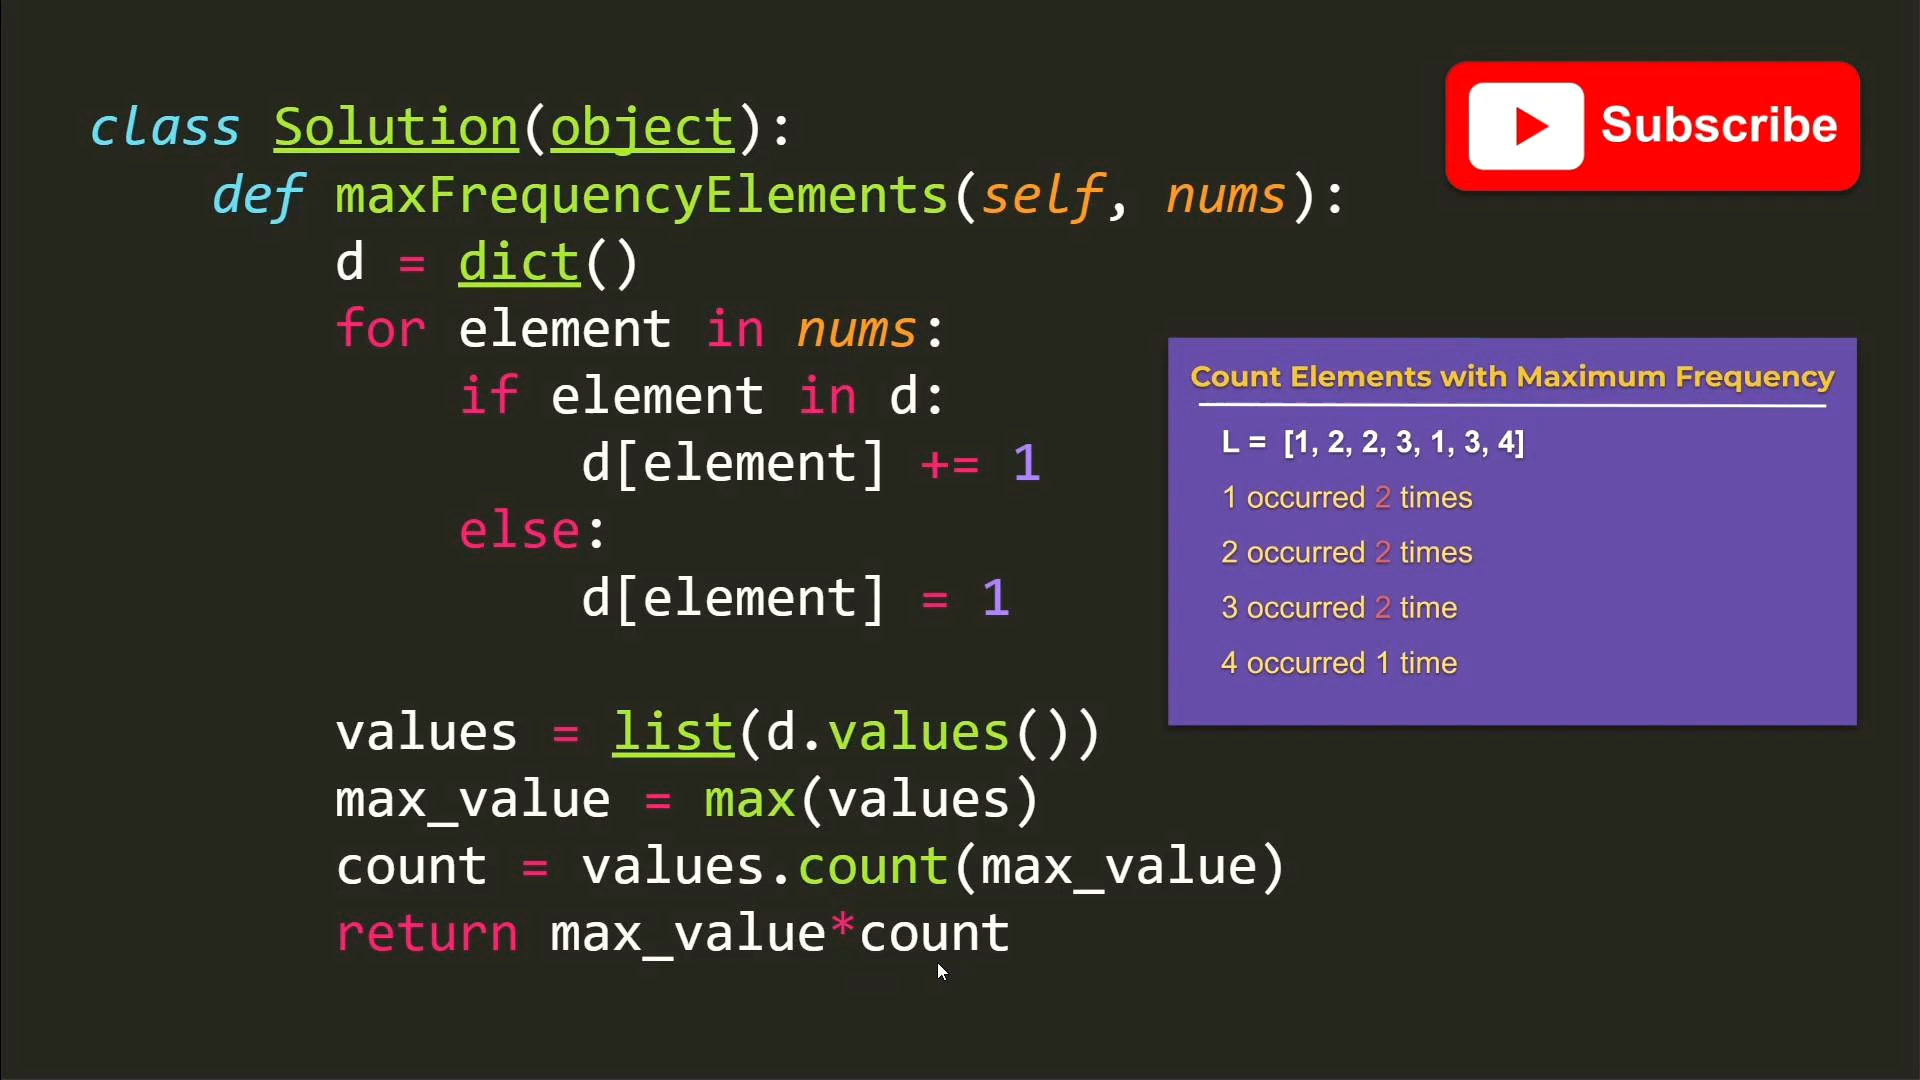 class Solution(object):
    def maxFrequencyElements(self, nums):
        d = dict()
        for element in nums:
            if element in d:
                d[element] += 1
            else:
                d[element] = 1

        values = list(d.values())
        max_value = max(values)
        count = values.count(max_value)
        return max_value*count
Subscribe
Count Elements with Maximum Frequency
L = [1, 2, 2, 3, 1, 3, 4]
1 occurred 2 times
2 occurred 2 times
3 occurred 2 time
4 occurred 1 time